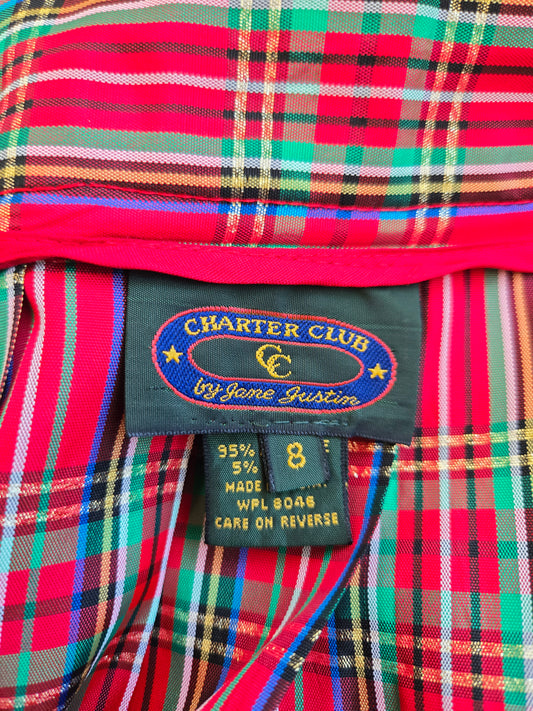 CHARTER CLUB
CC
by Jane Justin
8
95%
5%
MADE
WPL 8046
CARE ON REVERSE